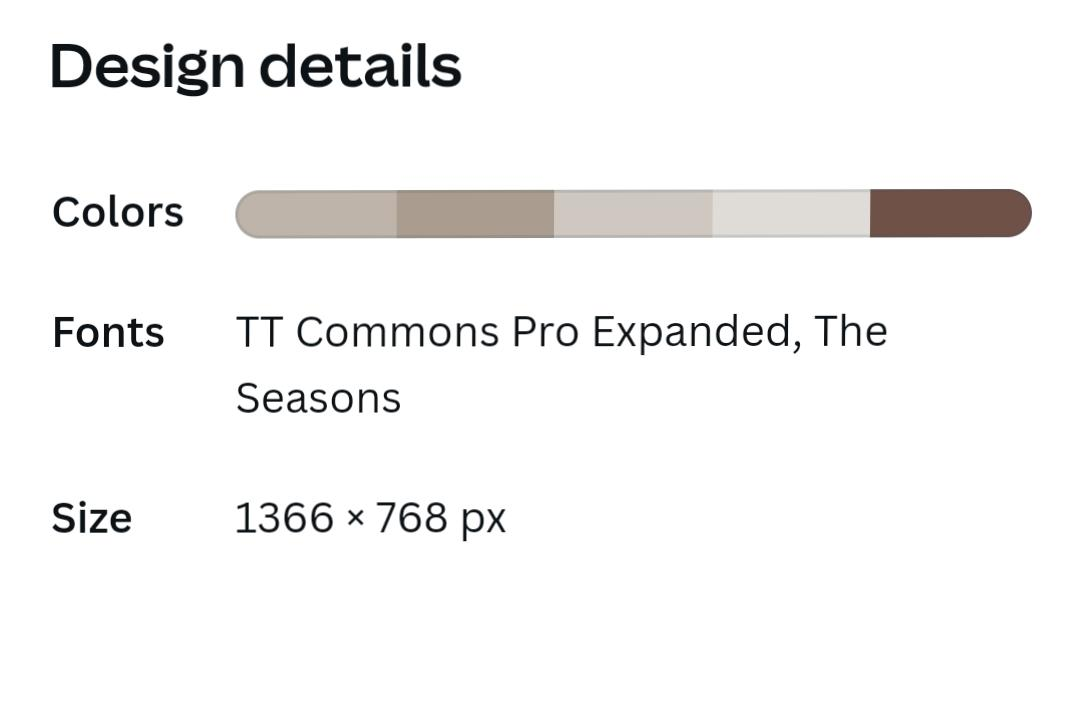 Design details
Colors
Fonts TT Commons Pro Expanded, The
Seasons
Size 1366 × 768 px